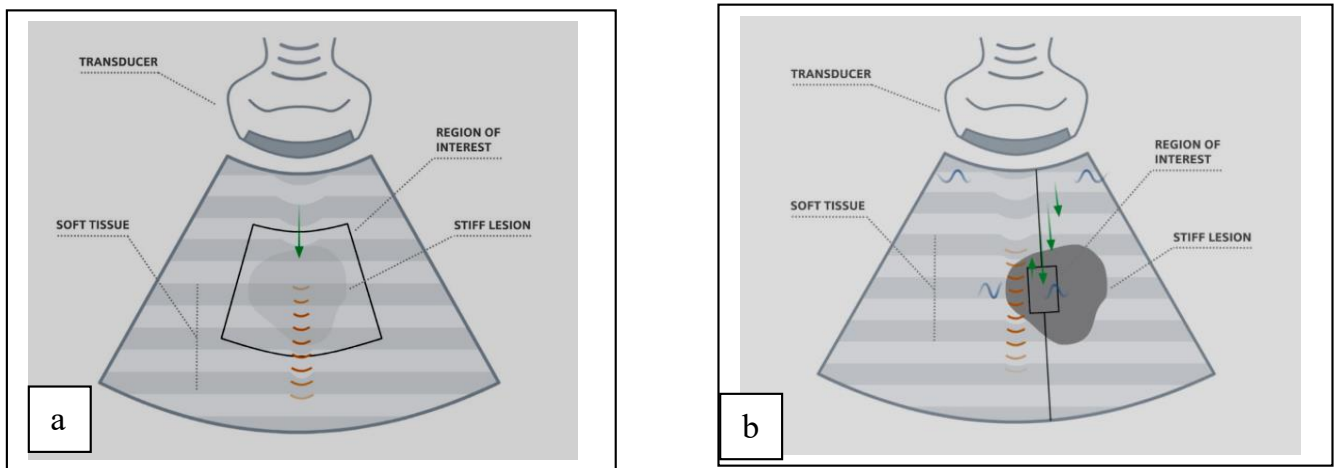 TRANSDUCER
REGION OF
INTEREST
SOFT TISSUE
STIFF LESION
a
TRANSDUCER
REGION OF
INTEREST
SOFT TISSUE
STIFF LESION
b